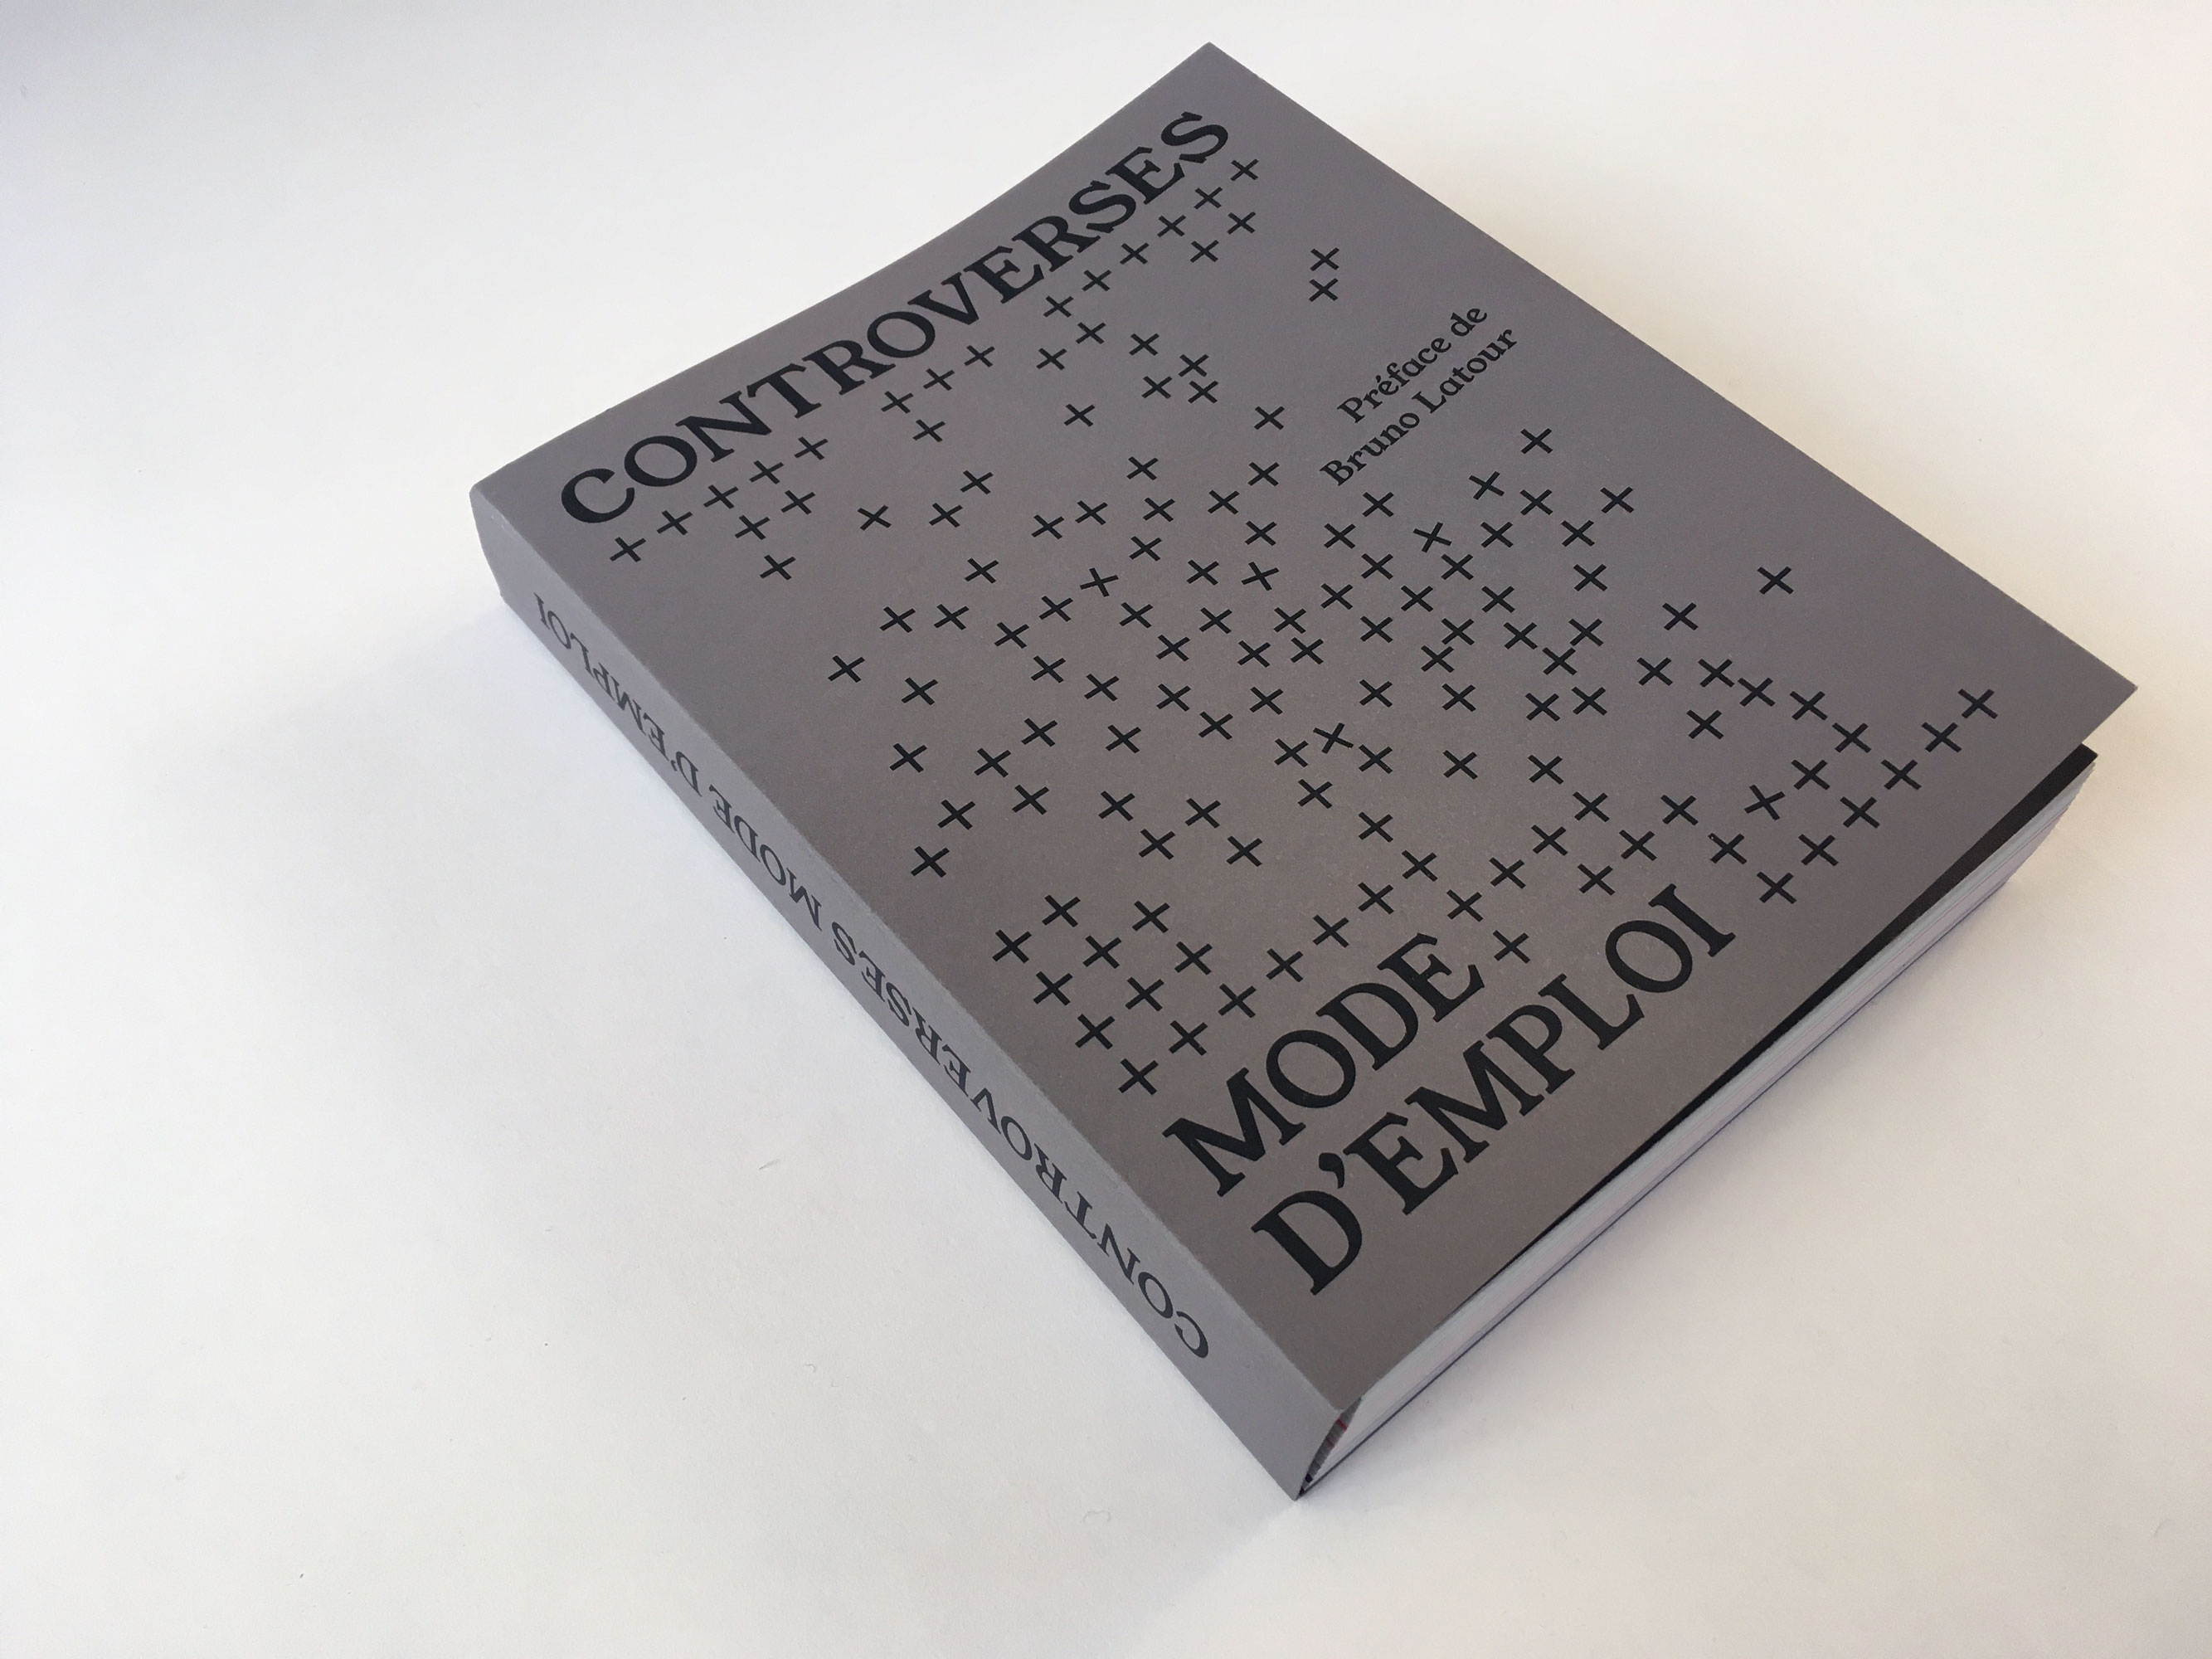 CONTROVERSES
Préface de
Bruno Latour
MODE
D'EMPLOI
CONTROVERSES MODE D'EMPLOI